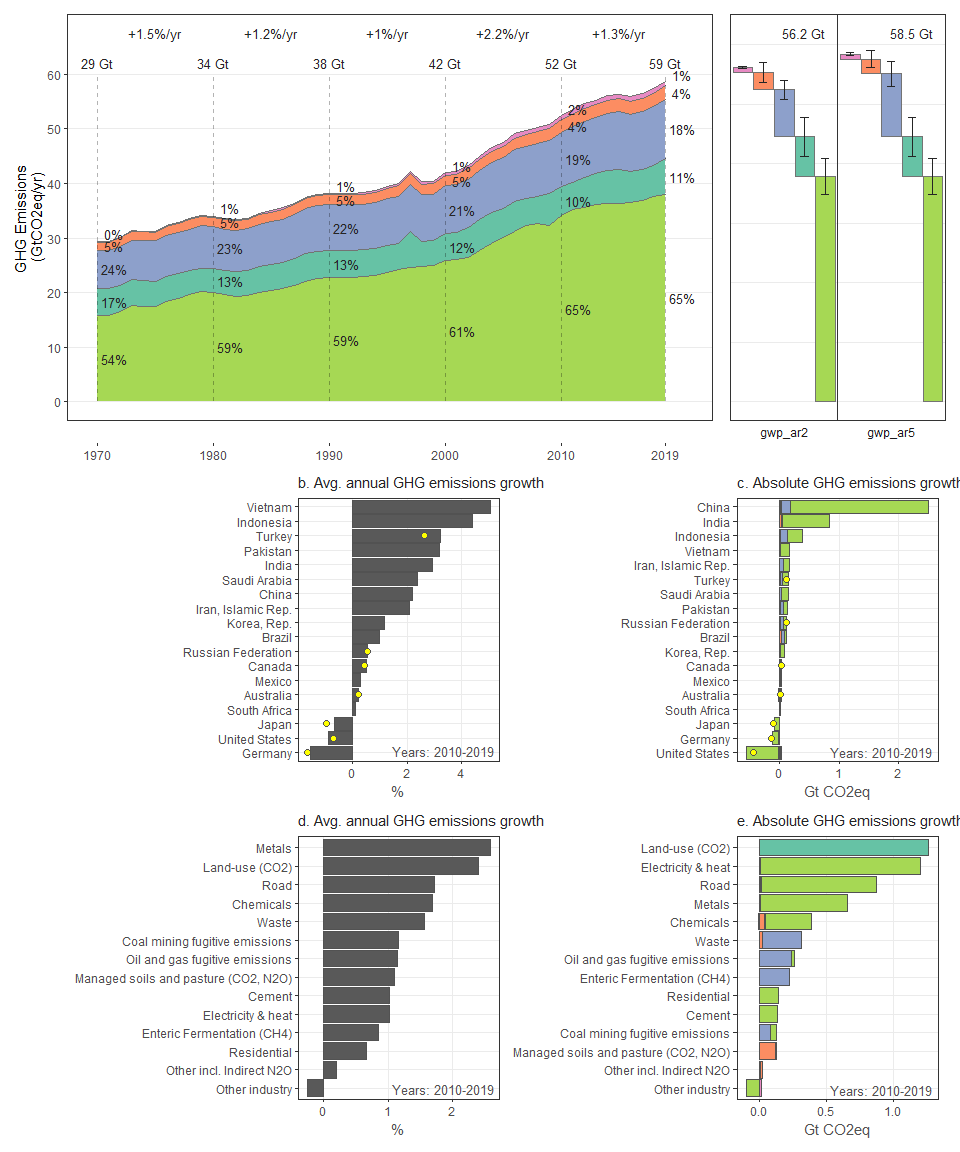 +1.5%/yr +1.2%/yr +1%/yr +2.2%/yr +1.3%/yr
29 Gt 34 Gt 38 Gt 42 Gt 52 Gt 59 Gt
GHG Emissions
(GtCO2eq/yr)
60
50
40
30
20
10
0
0%
5%
24%
17%
54%
1%
5%
23%
13%
59%
1%
5%
22%
13%
59%
1%
5%
21%
12%
61%
2%
4%
19%
10%
65%
1%
4%
18%
11%
65%
1970 1980 1990 2000 2010 2019
56.2 Gt 58.5 Gt
gwp_ar2 gwp_ar5
b. Avg. annual GHG emissions growth
Vietnam
Indonesia
Turkey
Pakistan
India
Saudi Arabia
China
Iran, Islamic Rep.
Korea, Rep.
Brazil
Russian Federation
Canada
Mexico
Australia
South Africa
Japan
United States
Germany
Years: 2010-2019
0 2 4
%
c. Absolute GHG emissions growth
China
India
Indonesia
Vietnam
Iran, Islamic Rep.
Turkey
Saudi Arabia
Pakistan
Russian Federation
Brazil
Korea, Rep.
Canada
Mexico
Australia
South Africa
Japan
Germany
United States
Years: 2010-2019
0 1 2
Gt CO2eq
d. Avg. annual GHG emissions growth
Metals
Land-use (CO2)
Road
Chemicals
Waste
Coal mining fugitive emissions
Oil and gas fugitive emissions
Managed soils and pasture (CO2, N2O)
Cement
Electricity & heat
Enteric Fermentation (CH4)
Residential
Other incl. Indirect N2O
Other industry
Years: 2010-2019
0 1 2
%
e. Absolute GHG emissions growth
Land-use (CO2)
Electricity & heat
Road
Metals
Chemicals
Waste
Oil and gas fugitive emissions
Enteric Fermentation (CH4)
Residential
Cement
Coal mining fugitive emissions
Managed soils and pasture (CO2, N2O)
Other incl. Indirect N2O
Other industry
Years: 2010-2019
0.0 0.5 1.0
Gt CO2eq